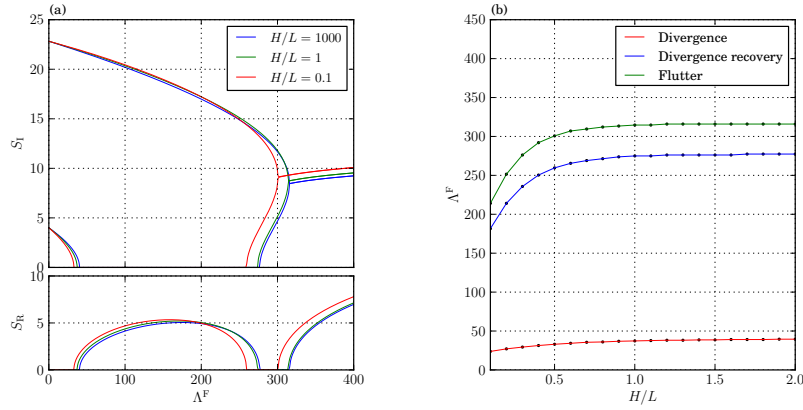 (a)
25
20
15
10
5
0
S_I
H/L = 1000
H/L = 1
H/L = 0.1
10
5
0
S_R
0 100 200 300 400
Λ^F
(b)
450
400
350
300
250
200
150
100
50
0
Λ^F
Divergence
Divergence recovery
Flutter
0.5 1.0 1.5 2.0
H/L